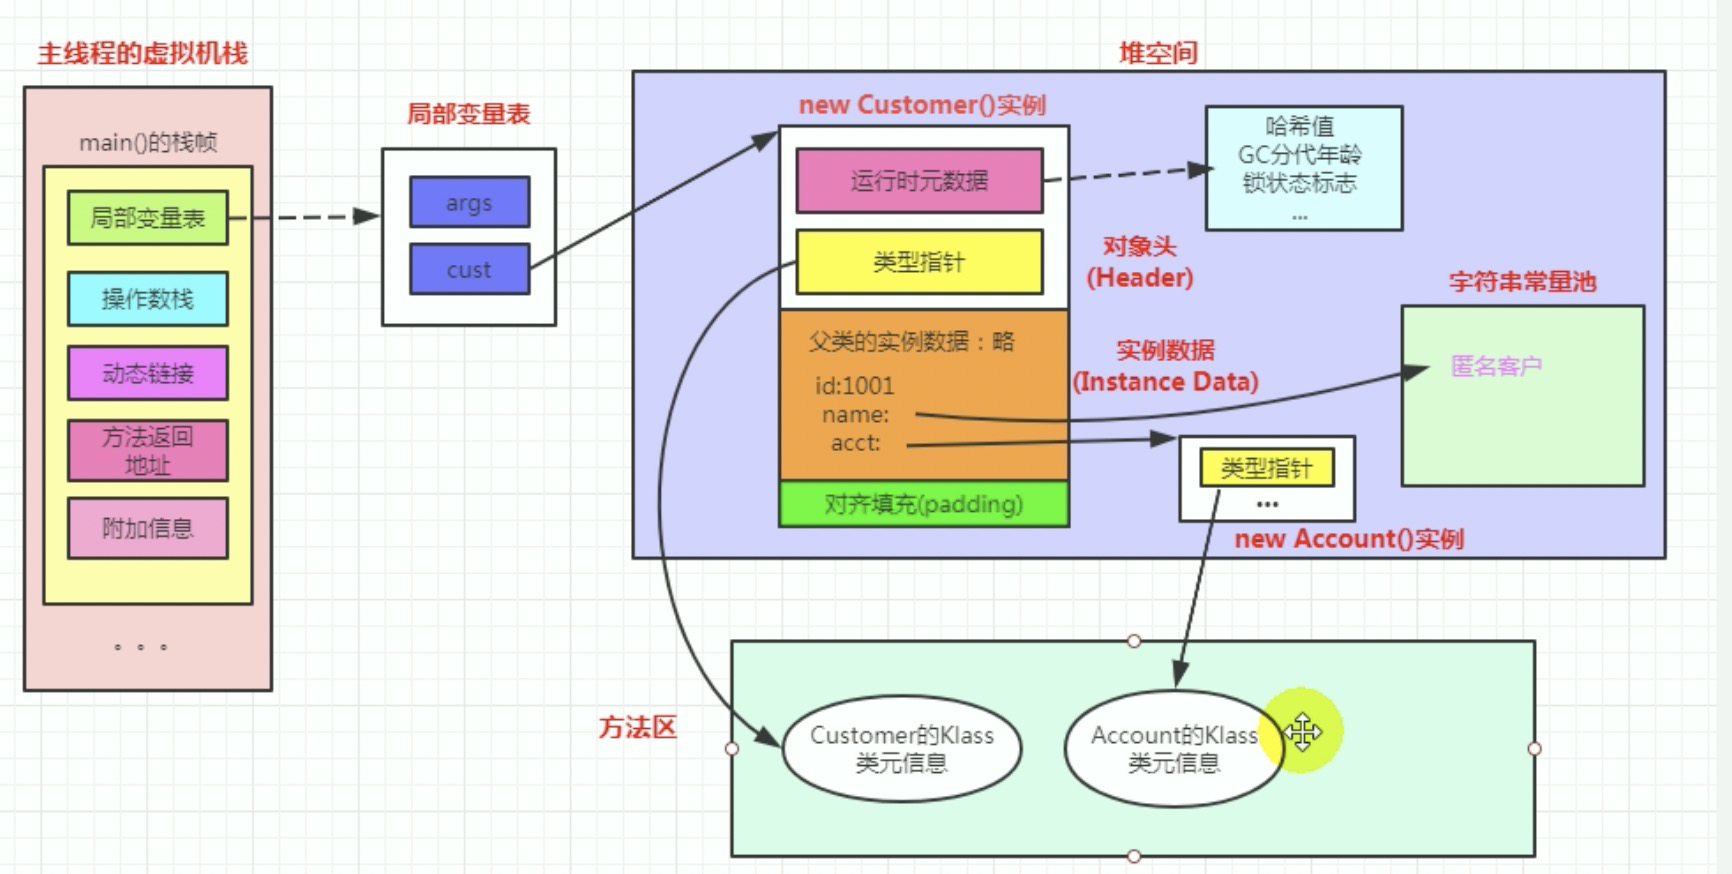 主线程的虚拟机栈
main()的栈帧
局部变量表
操作数栈
动态链接
方法返回
地址
附加信息
。。。
局部变量表
args
cust
堆空间
new Customer()实例
运行时元数据
类型指针
对象头
(Header)
哈希值
GC分代年龄
锁状态标志
...
父类的实例数据：略
id:1001
name:
acct:
实例数据
(Instance Data)
对齐填充(padding)
字符串常量池
匿名客户
类型指针
...
new Account()实例
方法区
Customer的Klass
类元信息
Account的Klass
类元信息